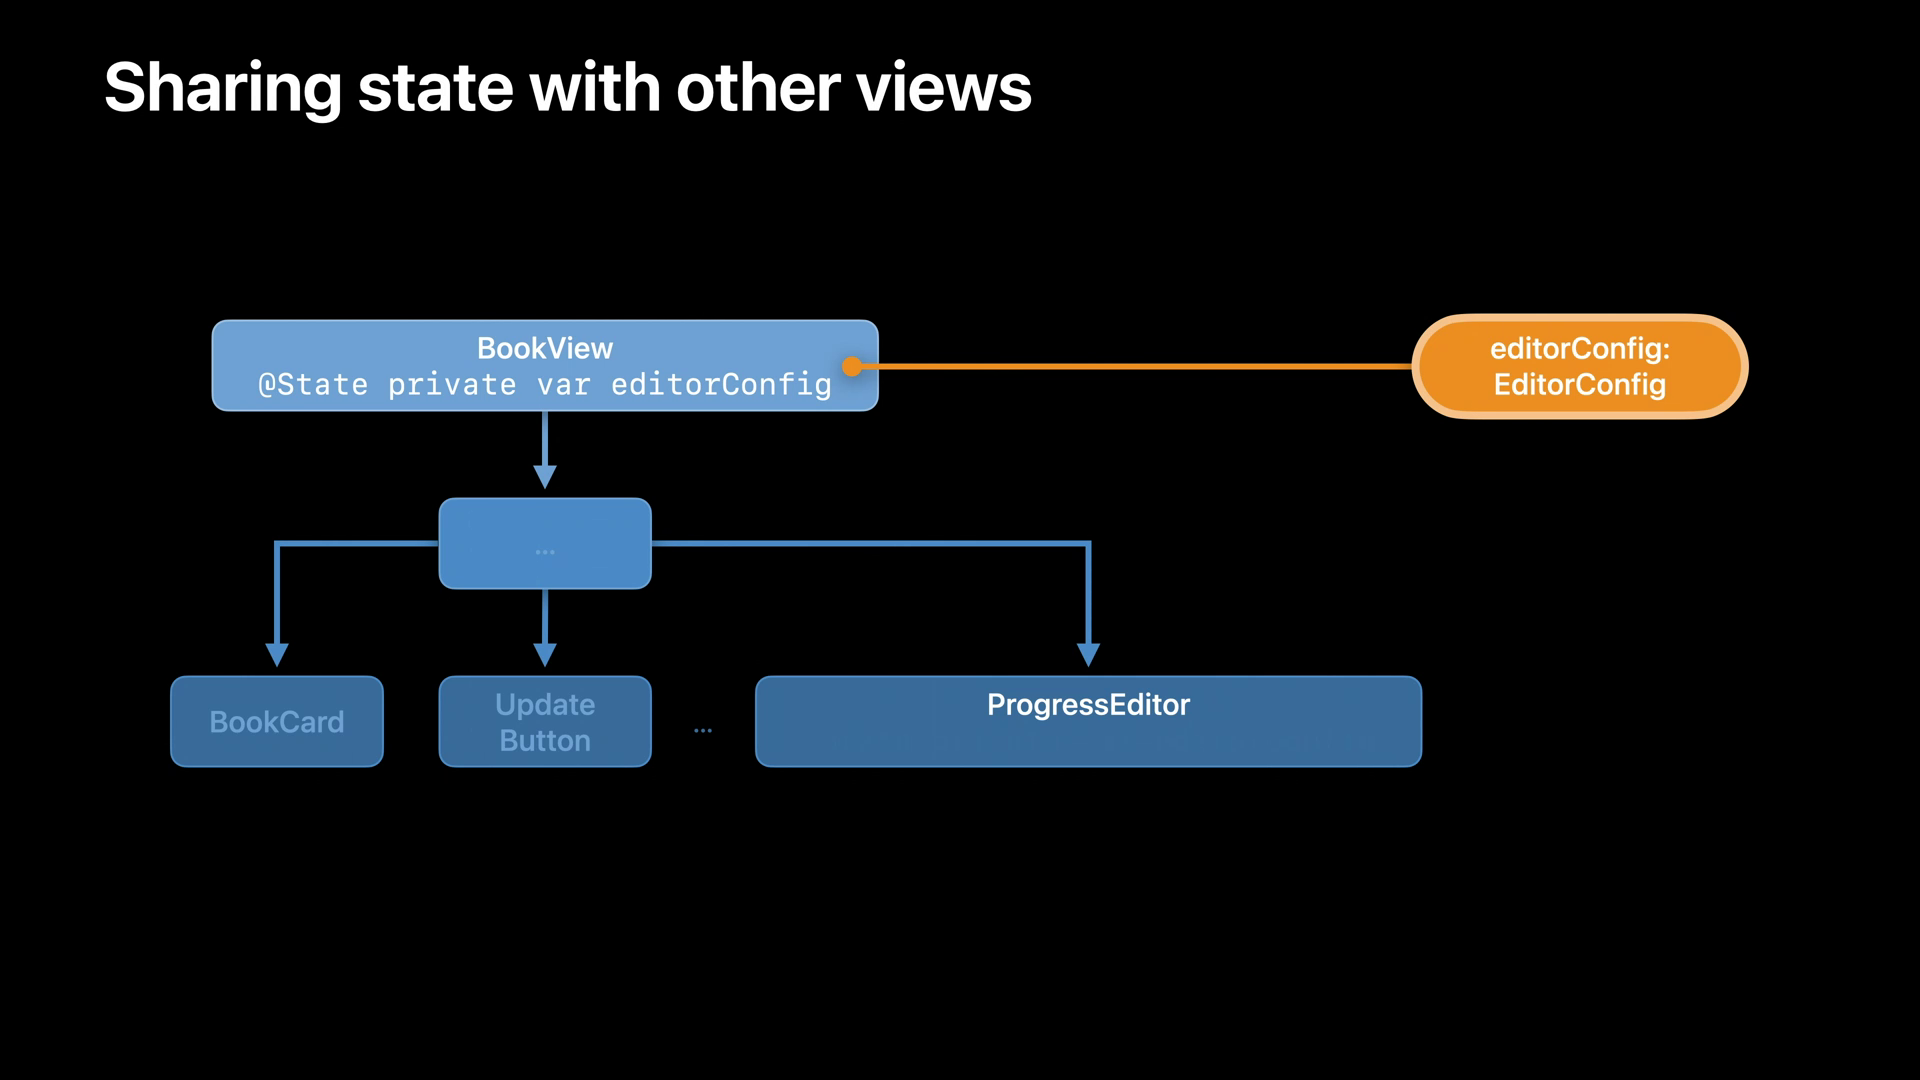 Sharing state with other views
BookView
@State private var editorConfig
editorConfig:
EditorConfig
...
BookCard
Update
Button
...
ProgressEditor